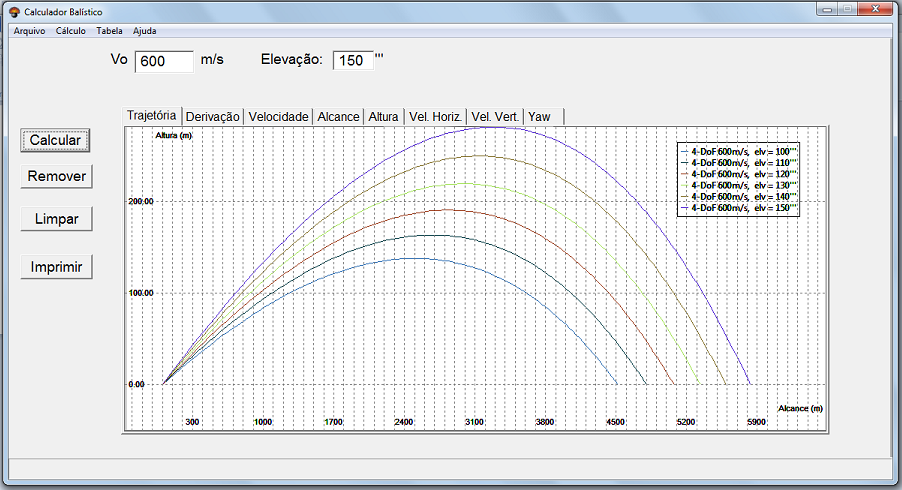 Calculador Balístico
Arquivo Cálculo Tabela Ajuda
Vo 600 m/s Elevação: 150 '''
Trajetória Derivação Velocidade Alcance Altura Vel. Horiz. Vel. Vert. Yaw
Calcular
Remover
Limpar
Imprimir
Altura (m)
4-DoF 600m/s, elv = 100'''
4-DoF 600m/s, elv = 110'''
4-DoF 600m/s, elv = 120'''
4-DoF 600m/s, elv = 130'''
4-DoF 600m/s, elv = 140'''
4-DoF 600m/s, elv = 150'''
200.00
100.00
0.00
Alcance (m)
300 1000 1700 2400 3100 3800 4500 5200 5900